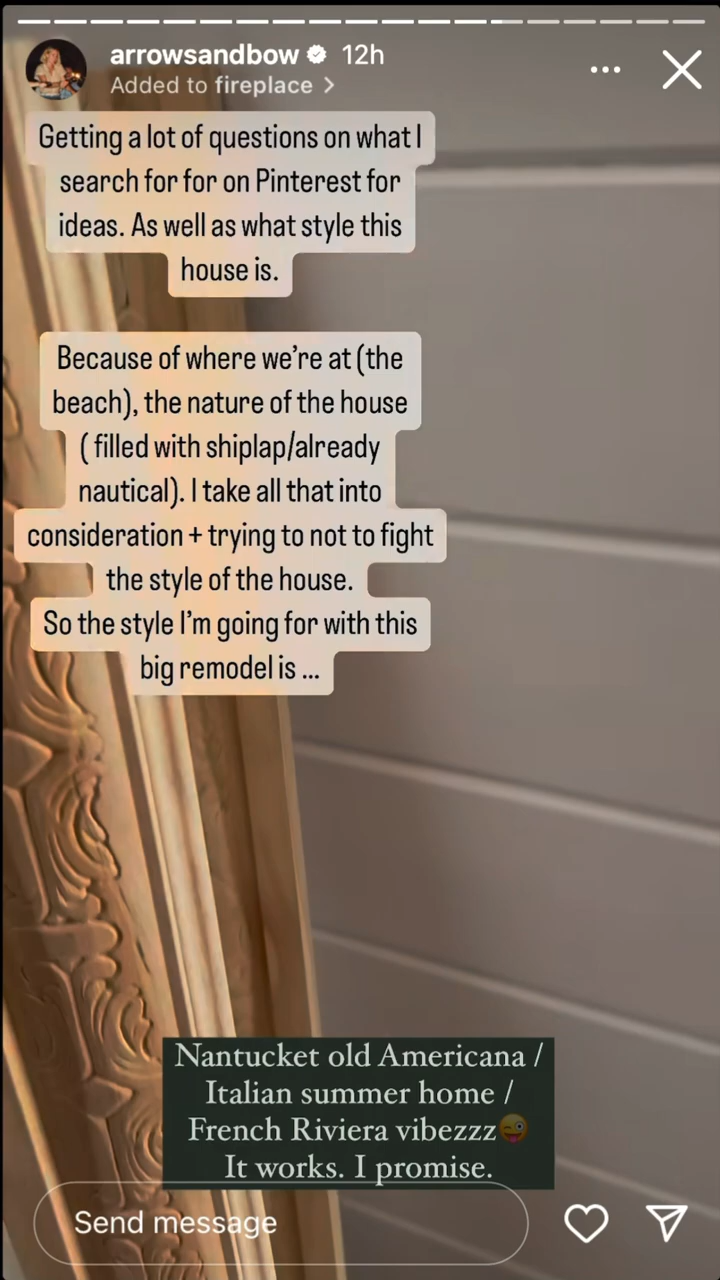 arrowsandbow 12h
Added to fireplace >
Getting a lot of questions on what I
search for for on Pinterest for
ideas. As well as what style this
house is.
Because of where we’re at (the
beach), the nature of the house
( filled with shiplap/already
nautical). I take all that into
consideration + trying to not to fight
the style of the house.
So the style I’m going for with this
big remodel is ...
Nantucket old Americana /
Italian summer home /
French Riviera vibezzz😜
It works. I promise.
Send message